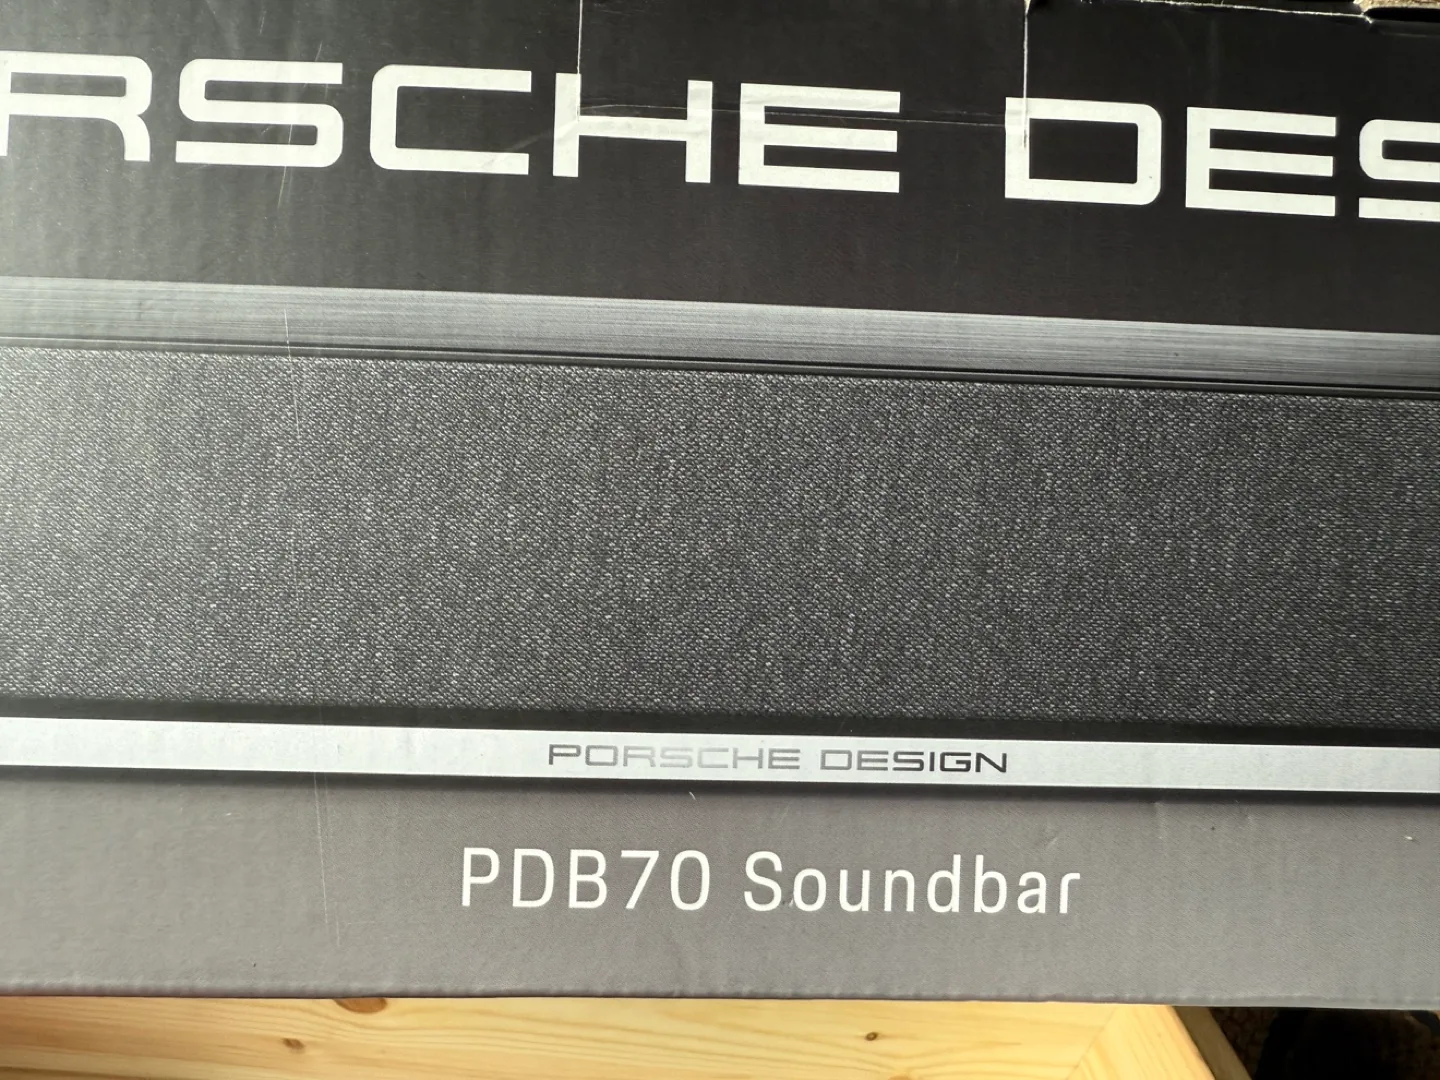 RSCHE DES
PORSCHE DESIGN
PDB70 Soundbar